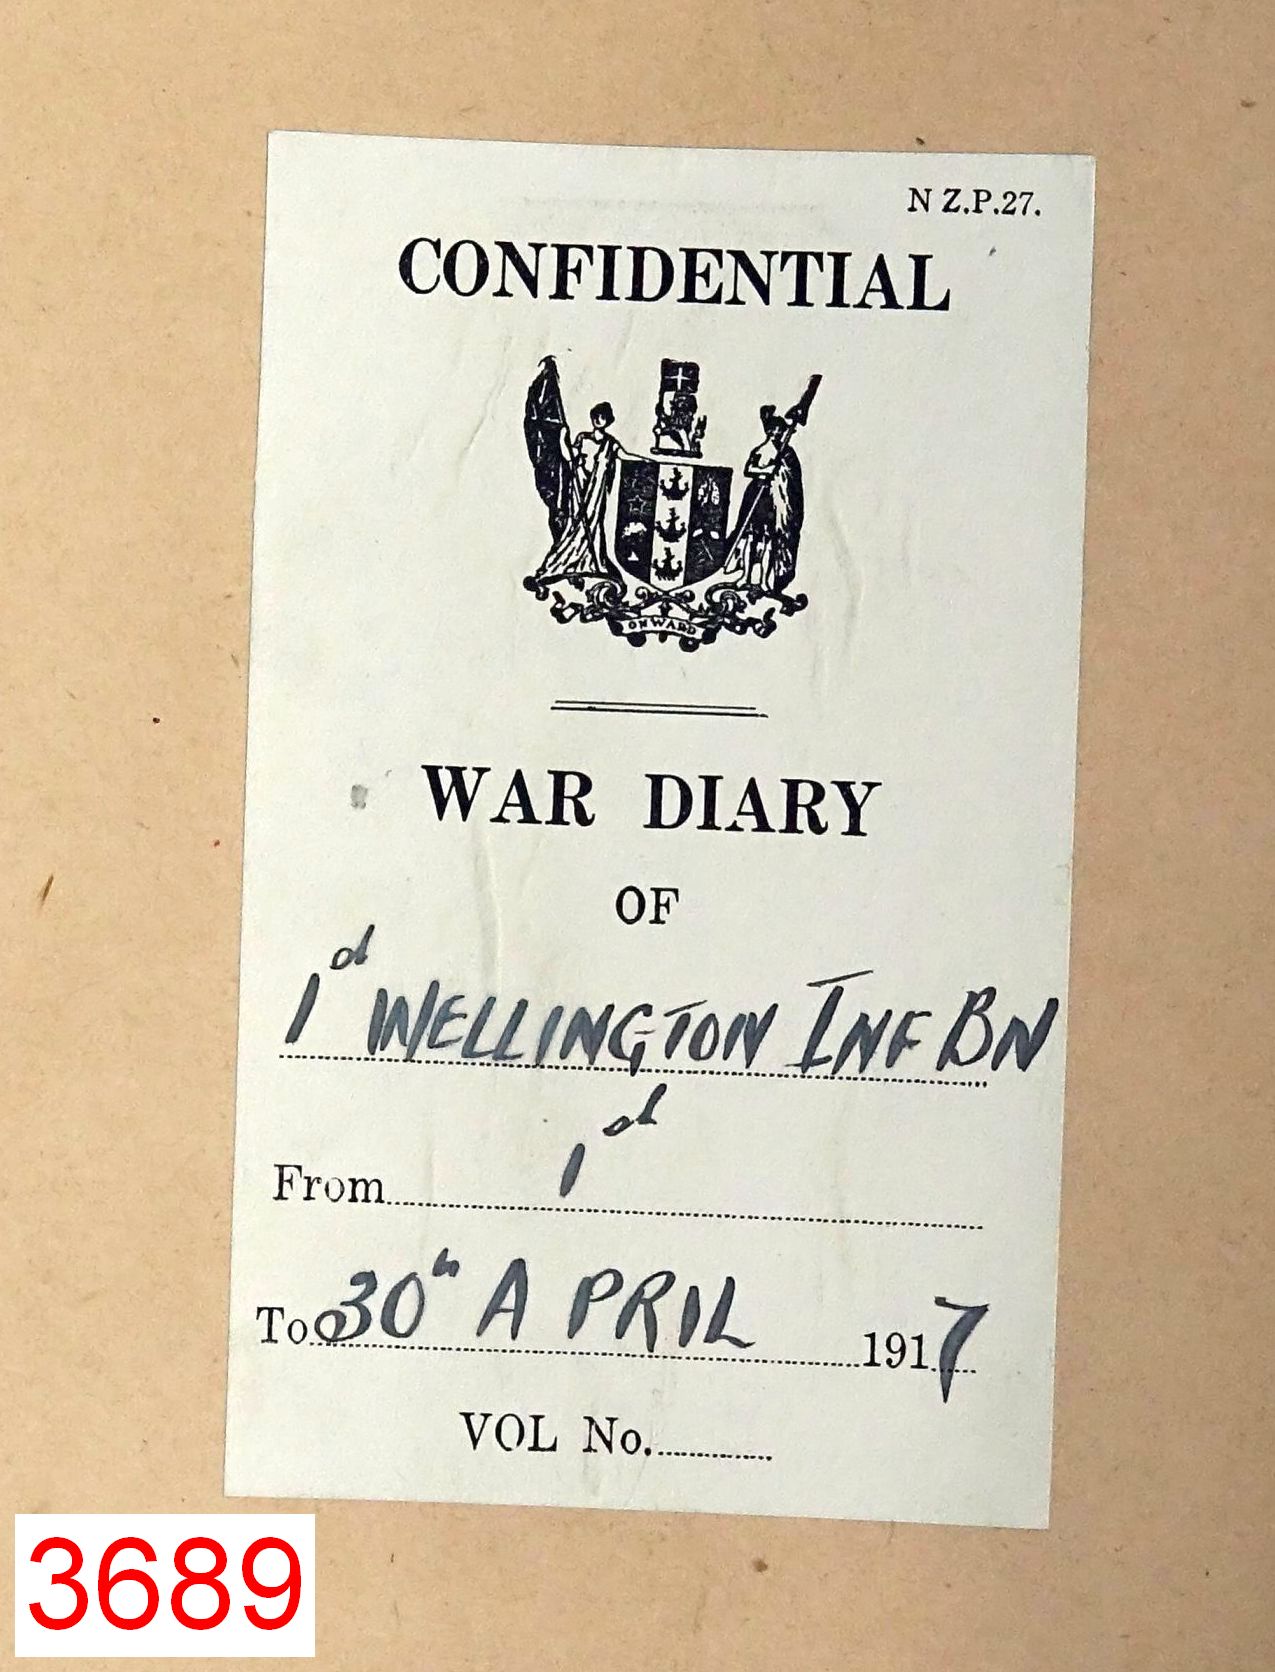 N Z.P.27.
CONFIDENTIAL
ONWARD
WAR DIARY
OF
1st WELLINGTON INF BN
From 1st
To 30th APRIL 1917
VOL No.
3689